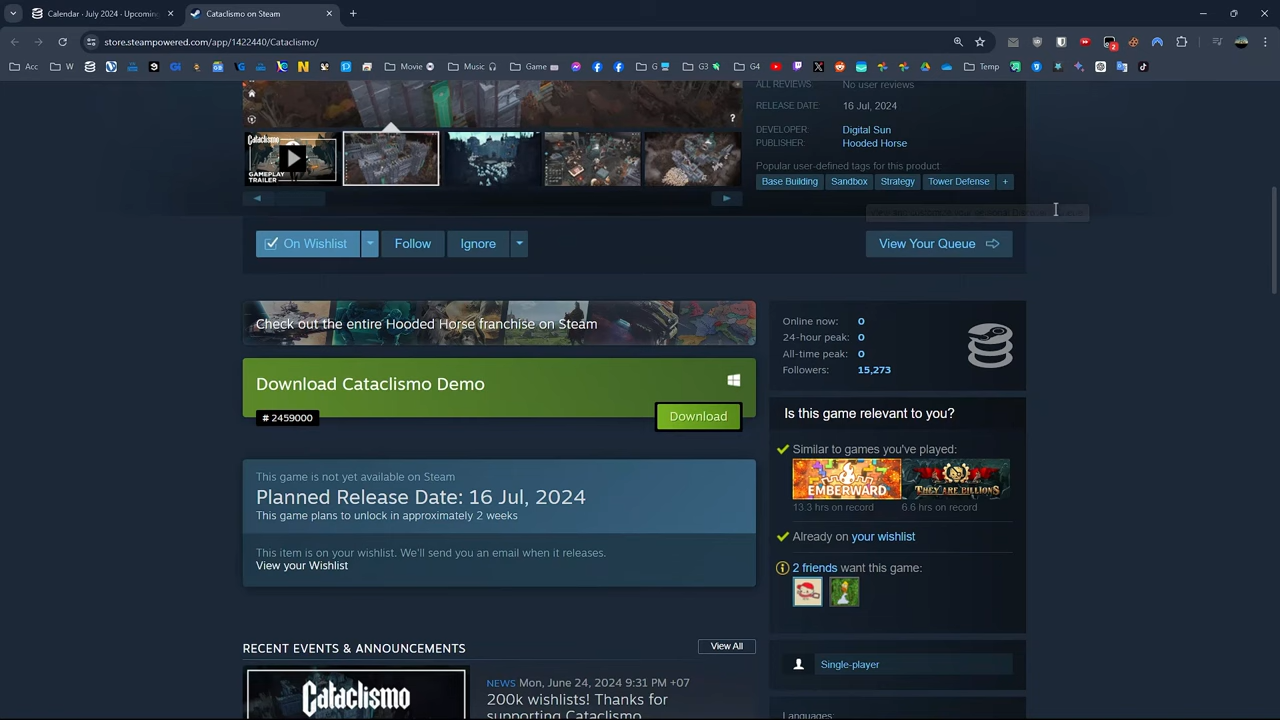 Calendar · July 2024 - Upcoming
Cataclismo on Steam
store.steampowered.com/app/1422440/Cataclismo/
Acc
W
Movie
Music
Game
G
G3
G4
Temp
ALL REVIEWS:
No user reviews
RELEASE DATE:
16 Jul, 2024
DEVELOPER:
Digital Sun
PUBLISHER:
Hooded Horse
Popular user-defined tags for this product:
Base Building
Sandbox
Strategy
Tower Defense
+
Cataclismo
GAMEPLAY
TRAILER
On Wishlist
Follow
Ignore
View Your Queue
Check out the entire Hooded Horse franchise on Steam
Download Cataclismo Demo
# 2459000
Download
This game is not yet available on Steam
Planned Release Date: 16 Jul, 2024
This game plans to unlock in approximately 2 weeks
This item is on your wishlist. We'll send you an email when it releases.
View your Wishlist
RECENT EVENTS & ANNOUNCEMENTS
View All
Cataclismo
NEWS Mon, June 24, 2024 9:31 PM +07
200k wishlists! Thanks for
supporting Cataclismo
Online now: 0
24-hour peak: 0
All-time peak: 0
Followers: 15,273
Is this game relevant to you?
Similar to games you've played:
EMBERWARD
THEY ARE BILLIONS
13.3 hrs on record
6.6 hrs on record
Already on your wishlist
2 friends want this game:
Single-player
Languages: